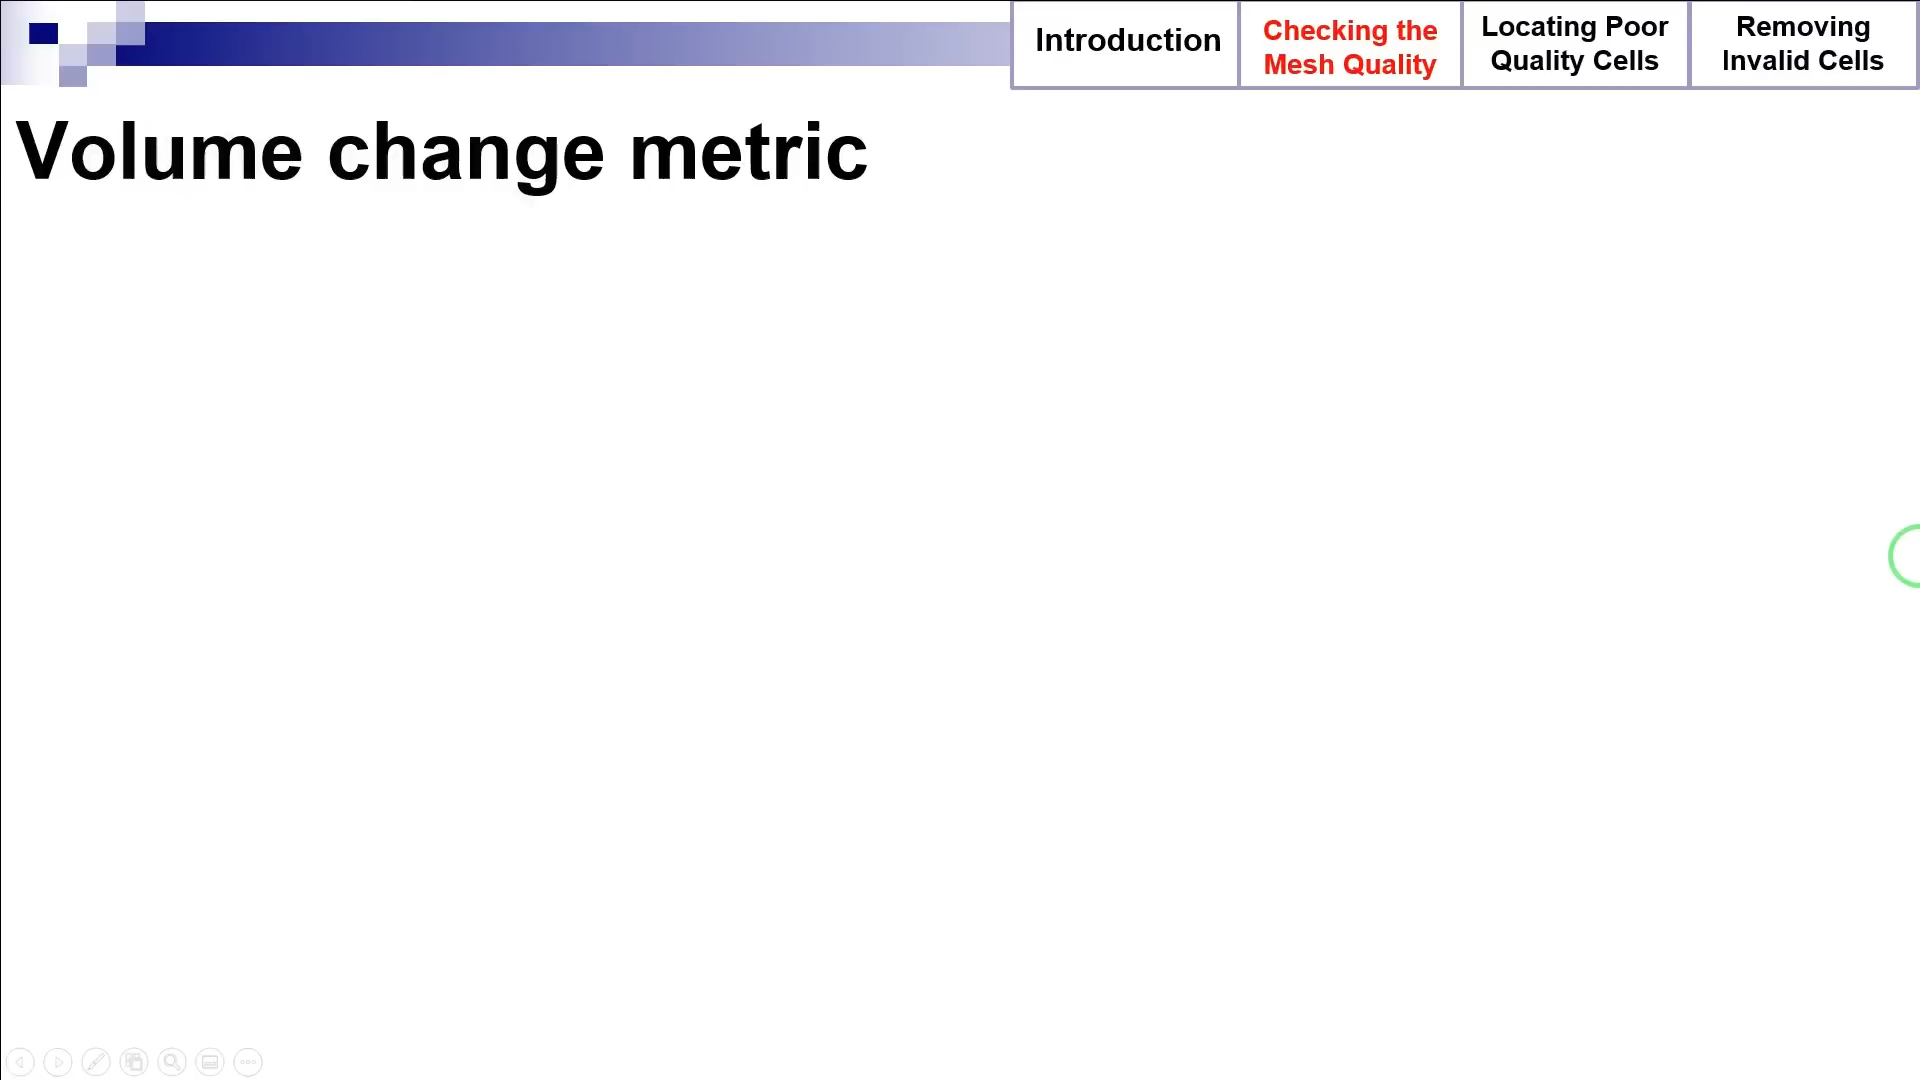 Introduction
Checking the
Mesh Quality
Locating Poor
Quality Cells
Removing
Invalid Cells
Volume change metric